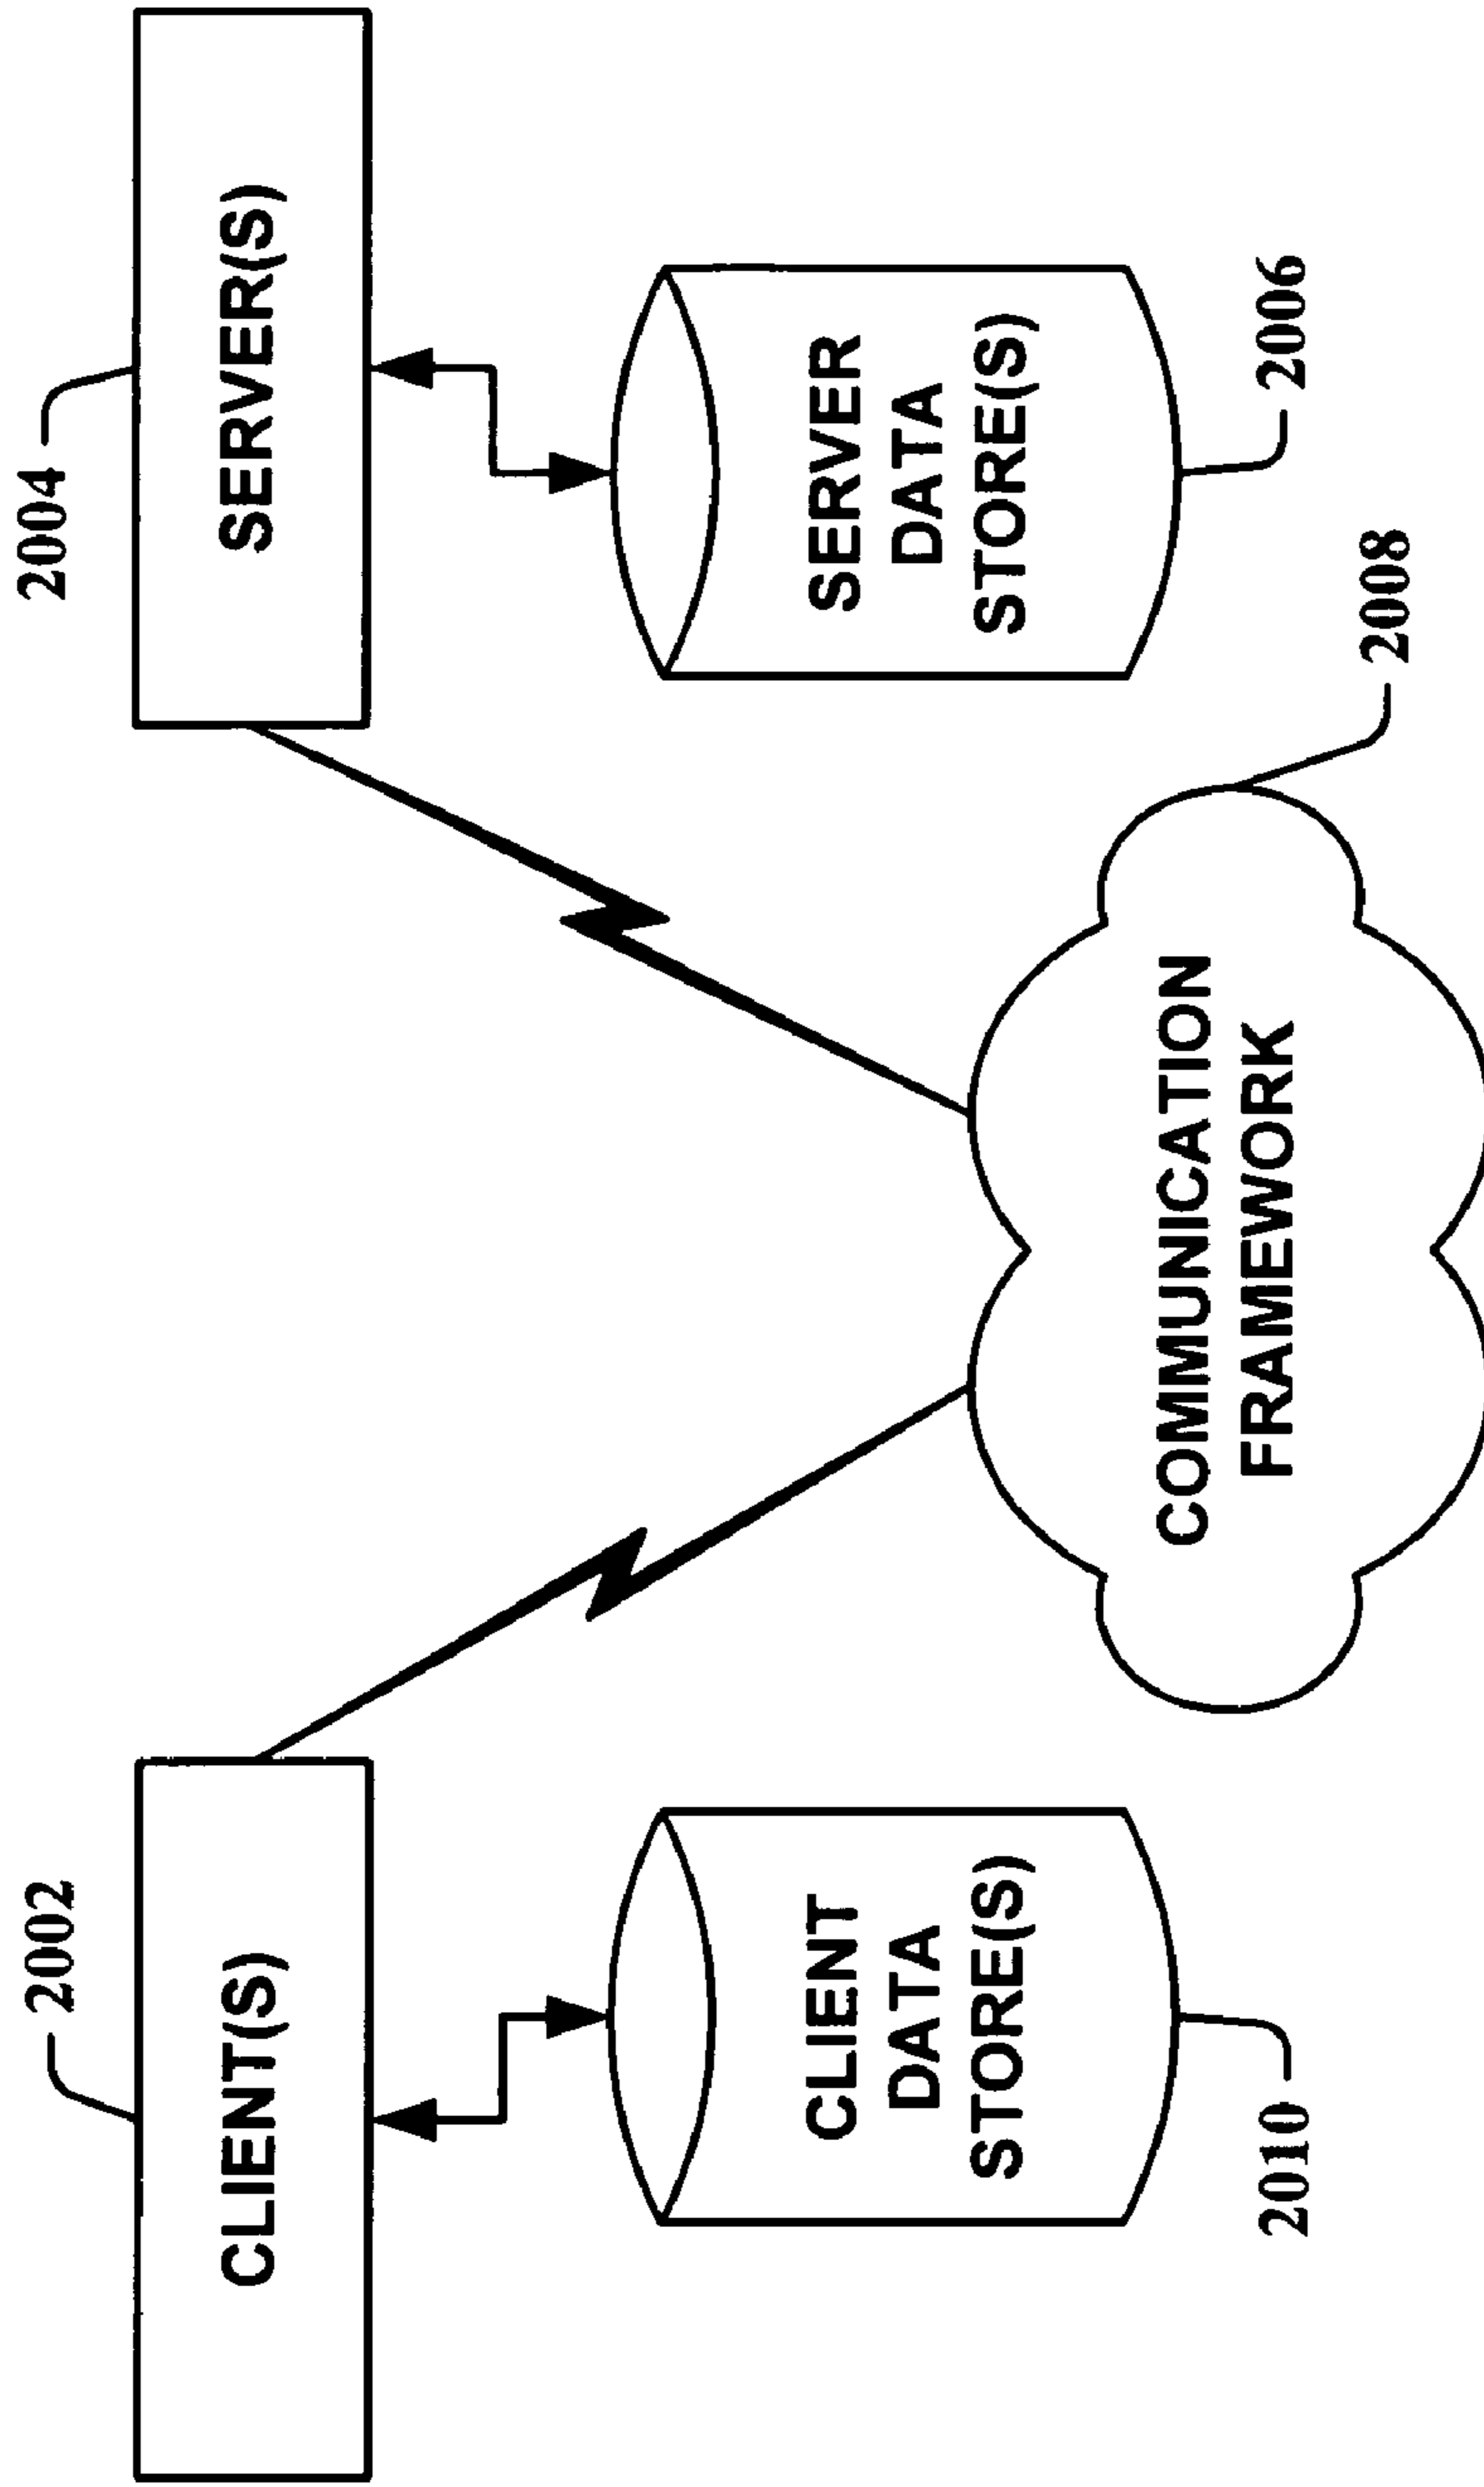 2002
2004
CLIENT(S)
SERVER(S)
CLIENT
DATA
STORE(S)
SERVER
DATA
STORE(S)
COMMUNICATION
FRAMEWORK
2010
2006
2008